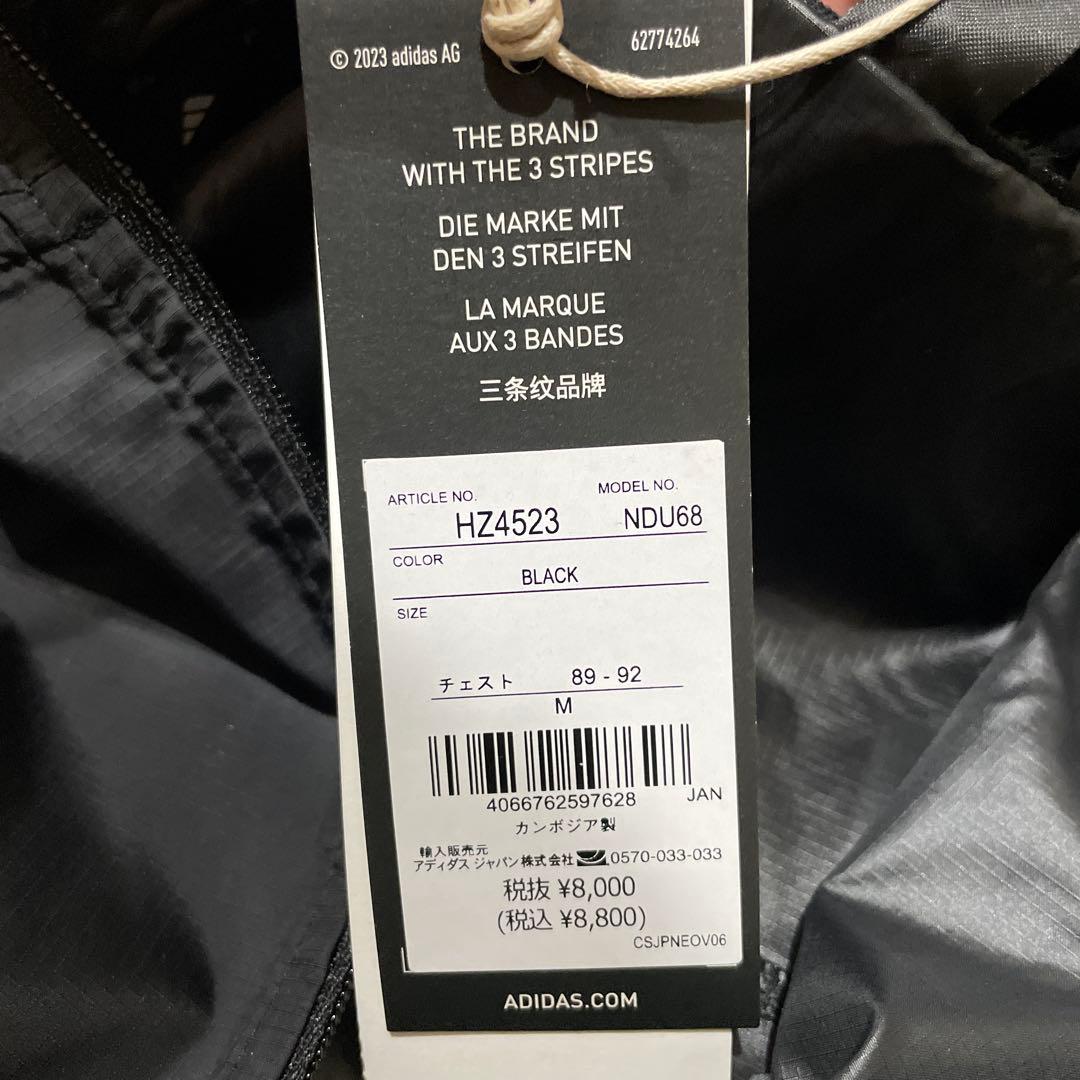 © 2023 adidas AG 62774264
THE BRAND
WITH THE 3 STRIPES
DIE MARKE MIT
DEN 3 STREIFEN
LA MARQUE
AUX 3 BANDES
三条纹品牌
ARTICLE NO. MODEL NO.
HZ4523 NDU68
COLOR
BLACK
SIZE
チェスト 89 - 92
M
4066762597628 JAN
カンボジア製
輸入販売元
アディダス ジャパン株式会社 0570-033-033
税抜 ¥8,000
(税込 ¥8,800)
CSJPNEOV06
ADIDAS.COM